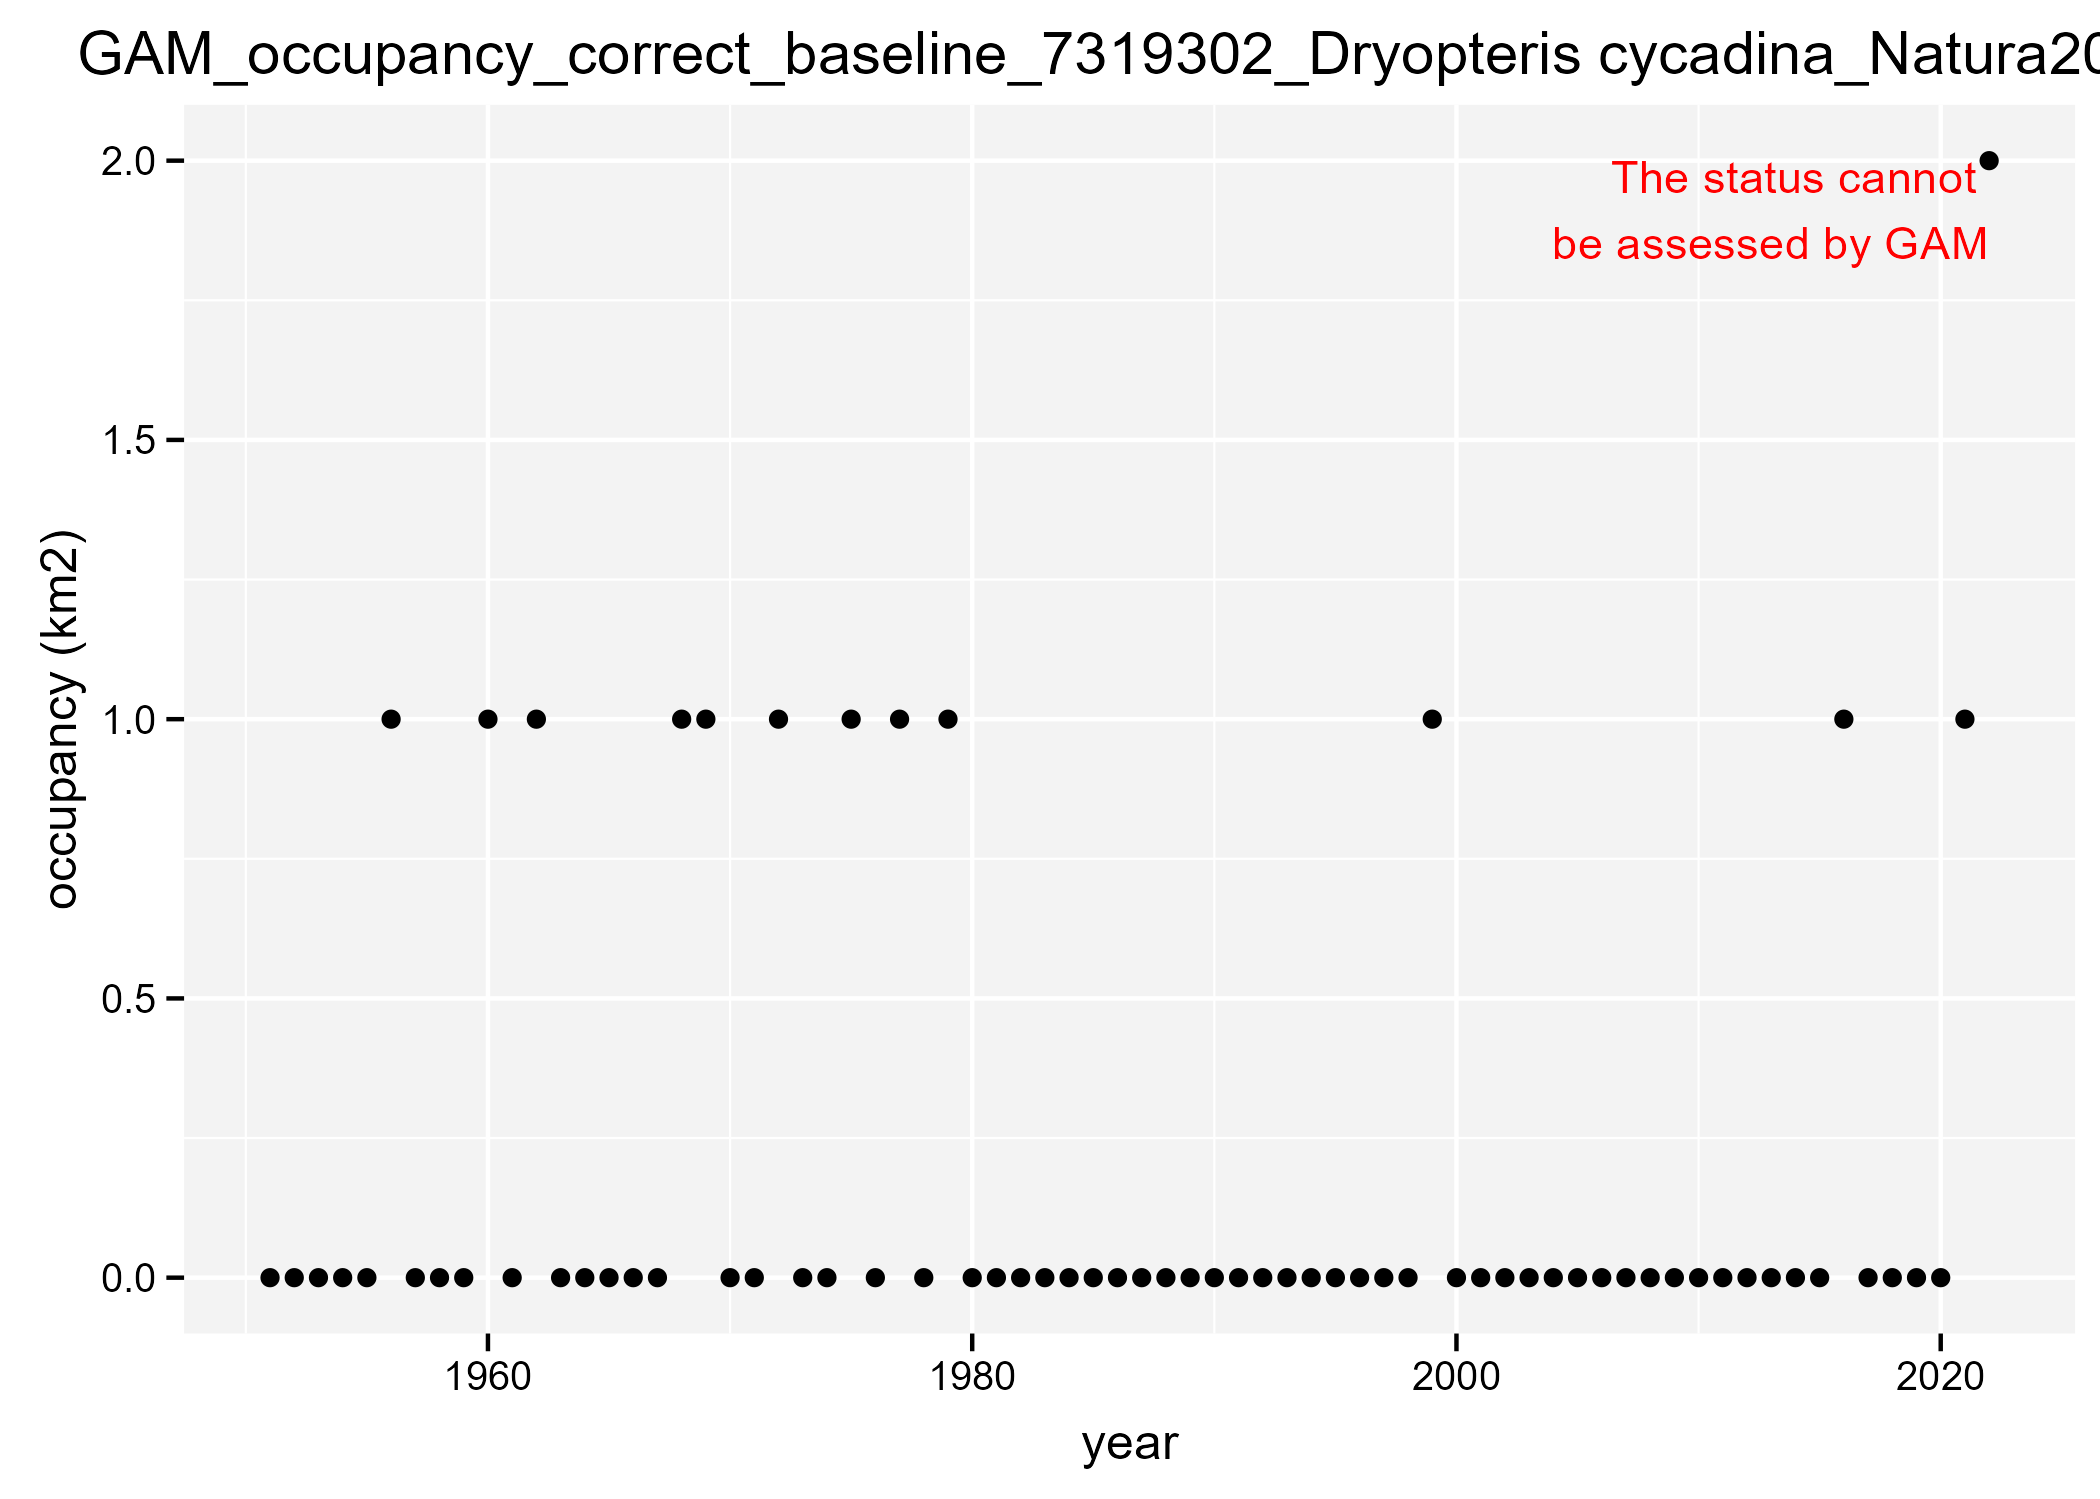 GAM_occupancy_correct_baseline_7319302_Dryopteris cycadina_Natura20
2.0
The status cannot
be assessed by GAM
1.5
occupancy (km2)
1.0
0.5
0.0
1960 1980 2000 2020
year